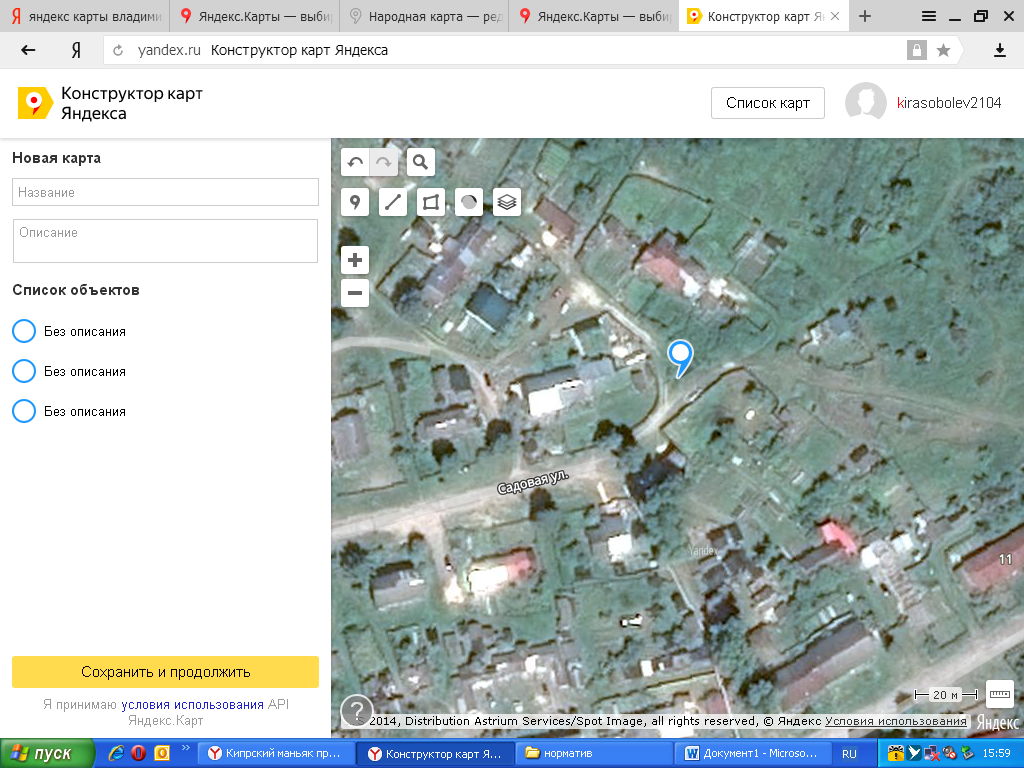 яндекс карты владими
Яндекс.Карты — выби
Народная карта — ред
Яндекс.Карты — выби
Конструктор карт Я
Я yandex.ru Конструктор карт Яндекса
Конструктор карт
Яндекса
Список карт
kirasobolev2104
Новая карта
Название
Описание
Список объектов
Без описания
Без описания
Без описания
Сохранить и продолжить
Я принимаю условия использования API
Яндекс.Карт
Садовая ул.
Yandex
11
20 м
?
2014, Distribution Astrium Services/Spot Image, all rights reserved, © Яндекс Условия использования
Яндекс
пуск
Кипрский маньяк пр...
Конструктор карт Я...
норматив
Документ1 - Microso...
RU
15:59